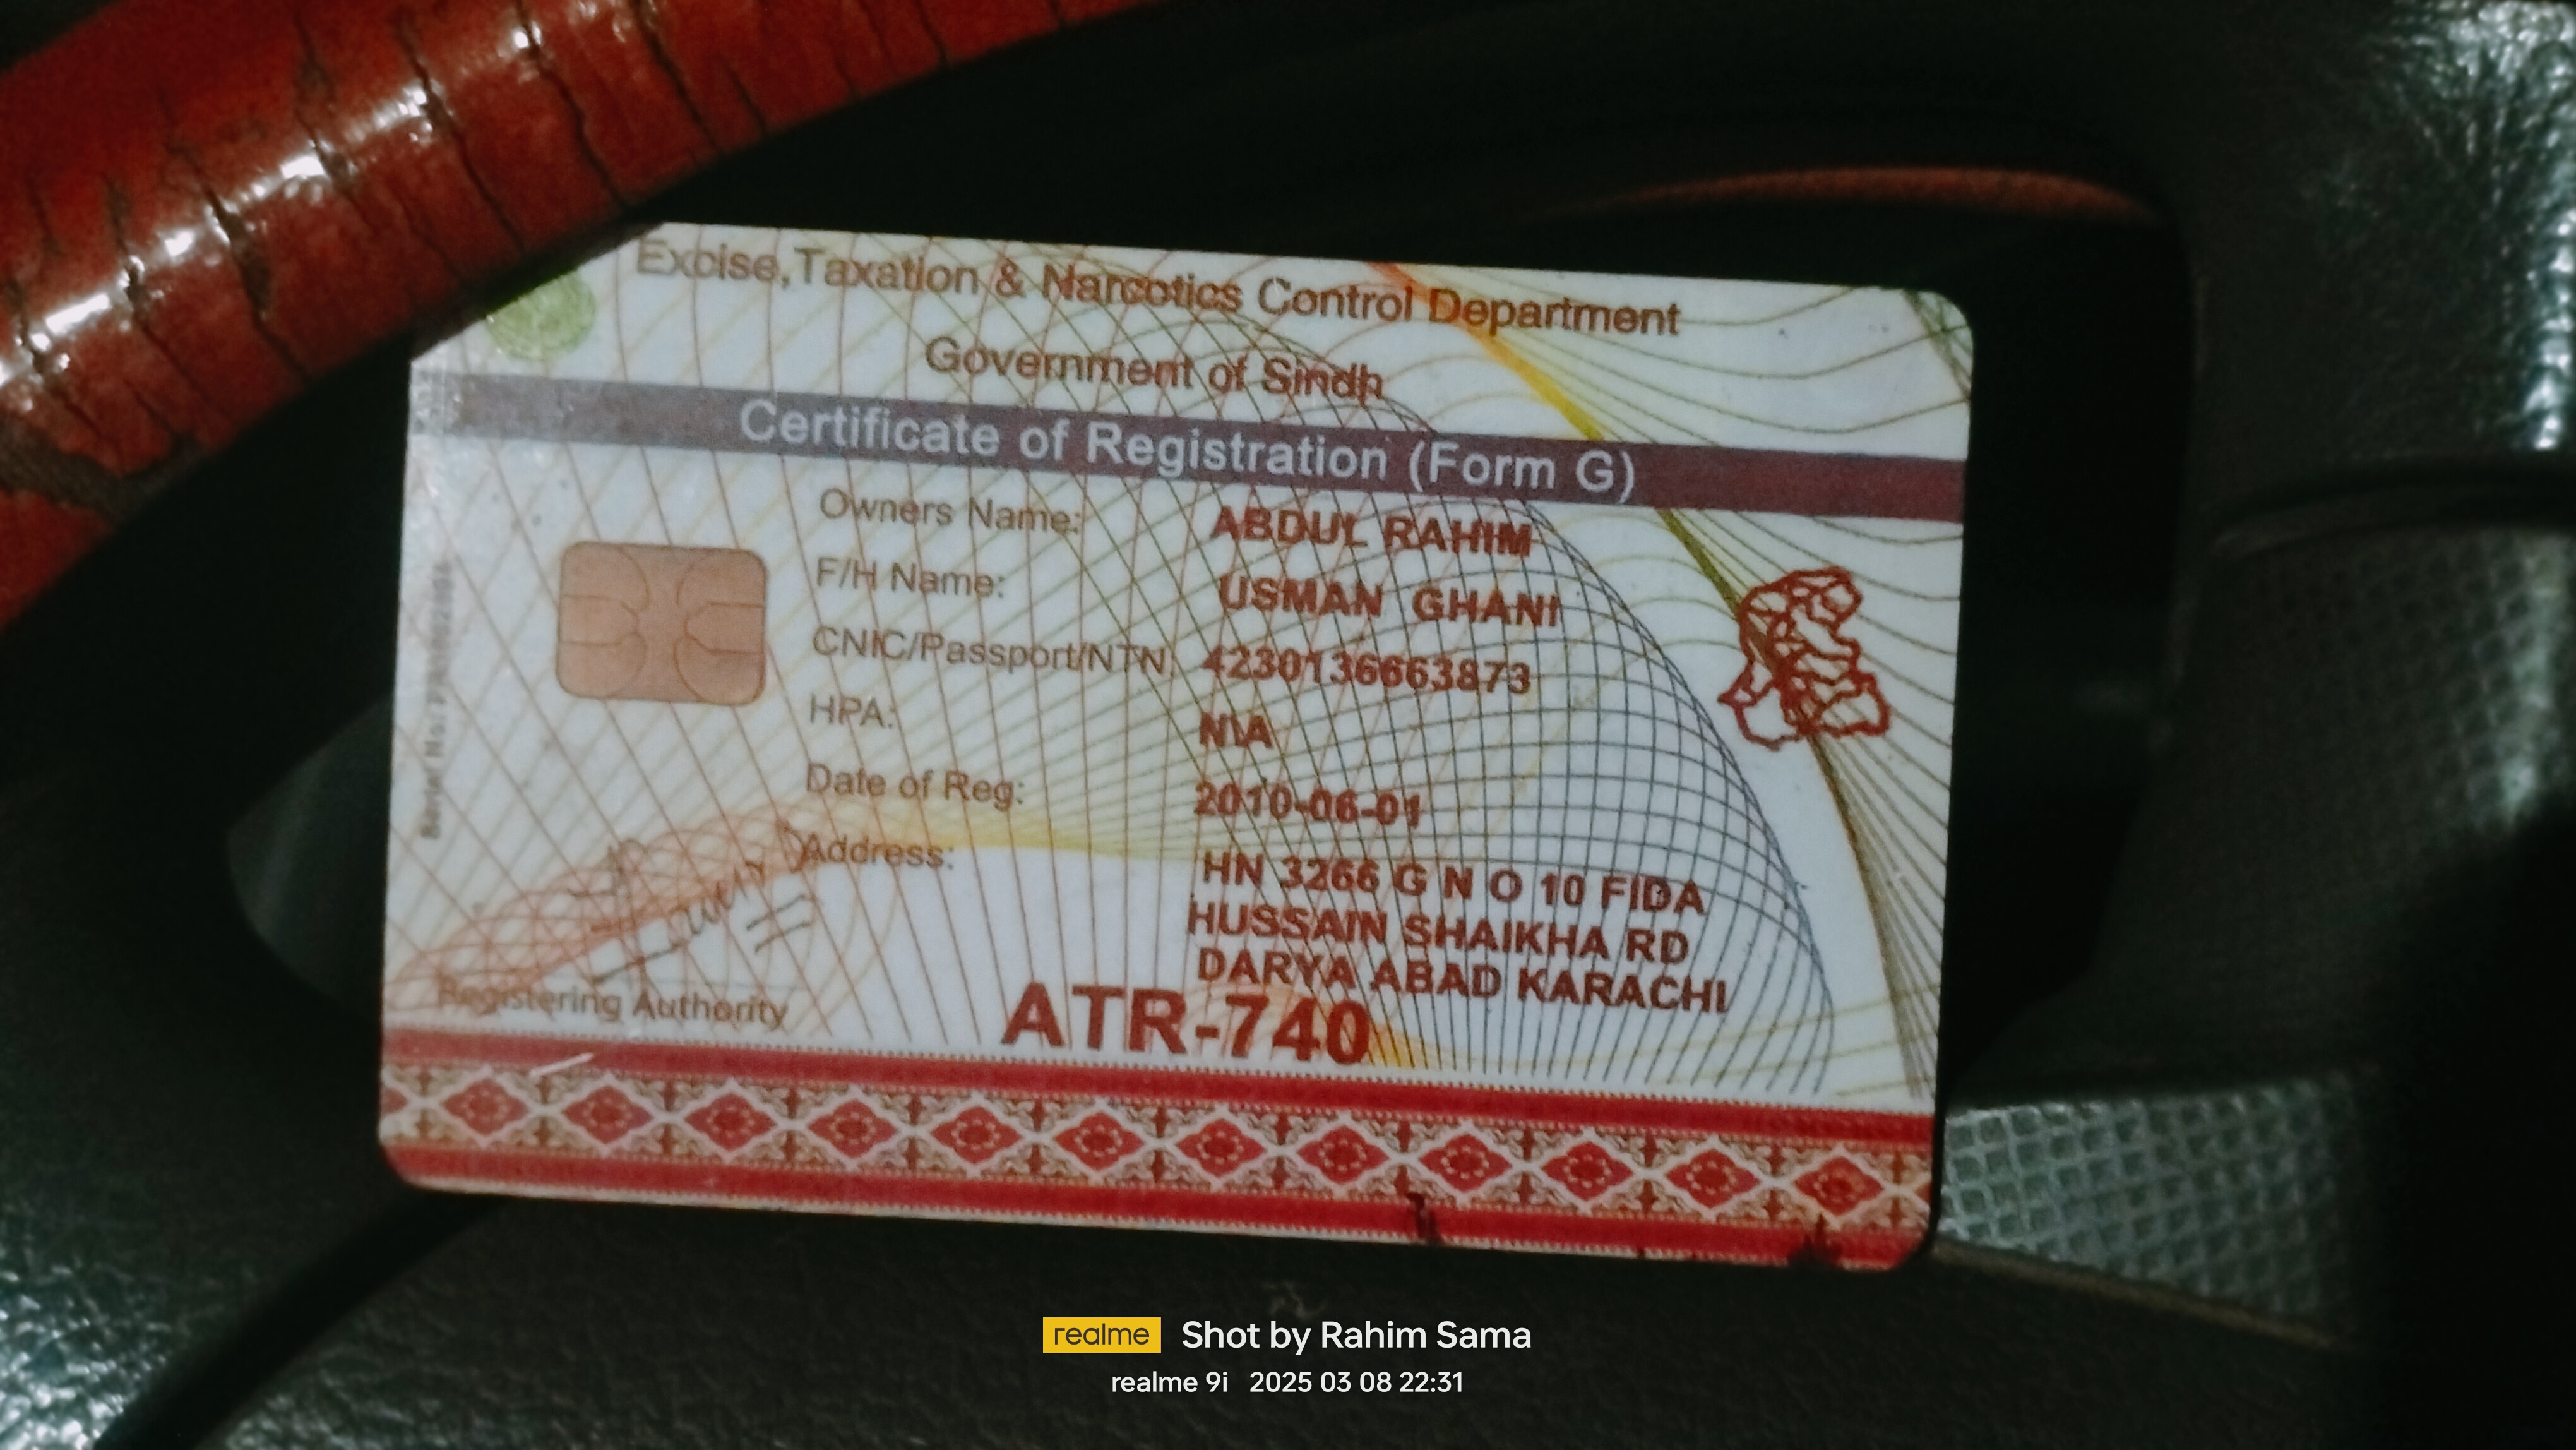 Excise,Taxation & Narcotics Control Department
Government of Sindh
Certificate of Registration (Form G)
Owners Name: ABDUL RAHIM
F/H Name: USMAN GHANI
CNIC/Passport/NTN: 4230136663873
HPA: N\A
Date of Reg: 2010-06-01
Address: HN 3266 G N O 10 FIDA
HUSSAIN SHAIKHA RD
DARYA ABAD KARACHI
Registering Authority
ATR-740
Serial No:
realme Shot by Rahim Sama
realme 9i 2025 03 08 22:31